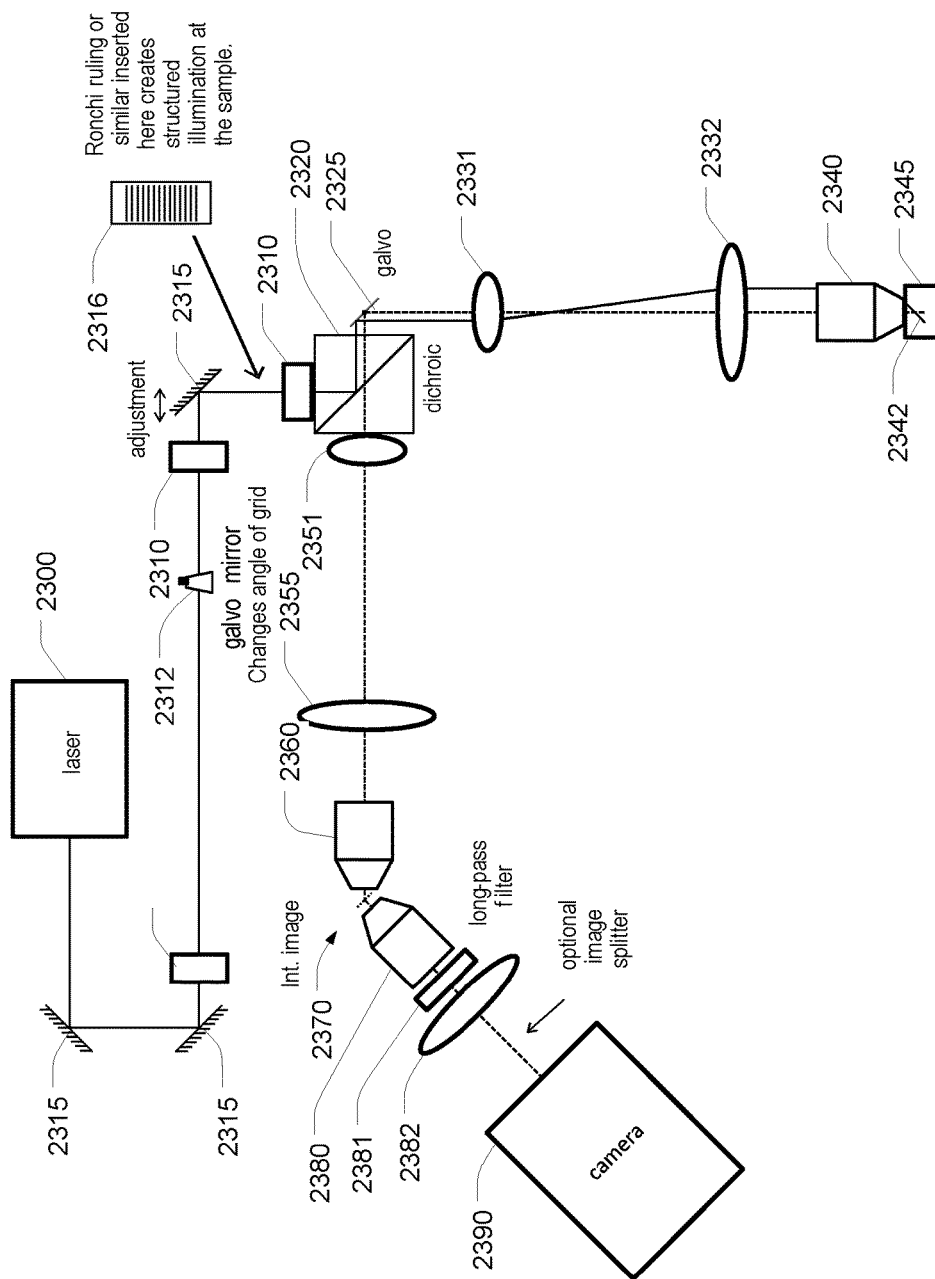 Ronchi ruling or
similar inserted
here creates
structured
illumination at
the sample.
2316
2320
2325
2310
2315
galvo
2331
2332
2340
2345
2342
dichroic
adjustment
2351
2310
2300
laser
2312
galvo mirror
Changes angle of grid
2355
2360
long-pass
filter
optional
image
splitter
Int. image
2370
2315
2315
2380
2381
2382
2390
camera